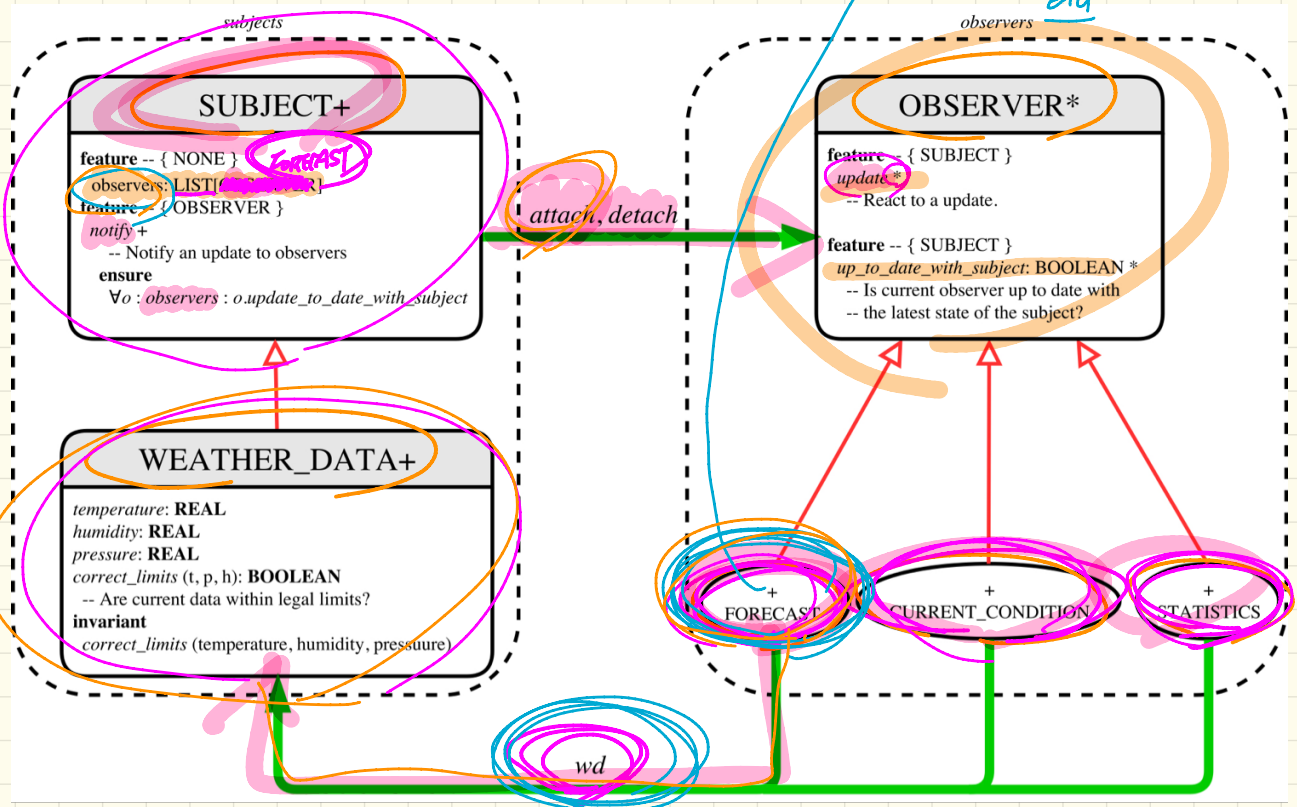 subjects
SUBJECT+
feature -- { NONE }
FORECAST
observers: LIST[ ]
feature -- { OBSERVER }
notify +
-- Notify an update to observers
ensure
∀o : observers : o.update_to_date_with_subject
attach, detach
observers
OBSERVER*
feature -- { SUBJECT }
update *
-- React to a update.
feature -- { SUBJECT }
up_to_date_with_subject: BOOLEAN *
-- Is current observer up to date with
-- the latest state of the subject?
WEATHER_DATA+
temperature: REAL
humidity: REAL
pressure: REAL
correct_limits (t, p, h): BOOLEAN
-- Are current data within legal limits?
invariant
correct_limits (temperature, humidity, pressuure)
+
FORECAST
+
CURRENT_CONDITION
+
STATISTICS
wd